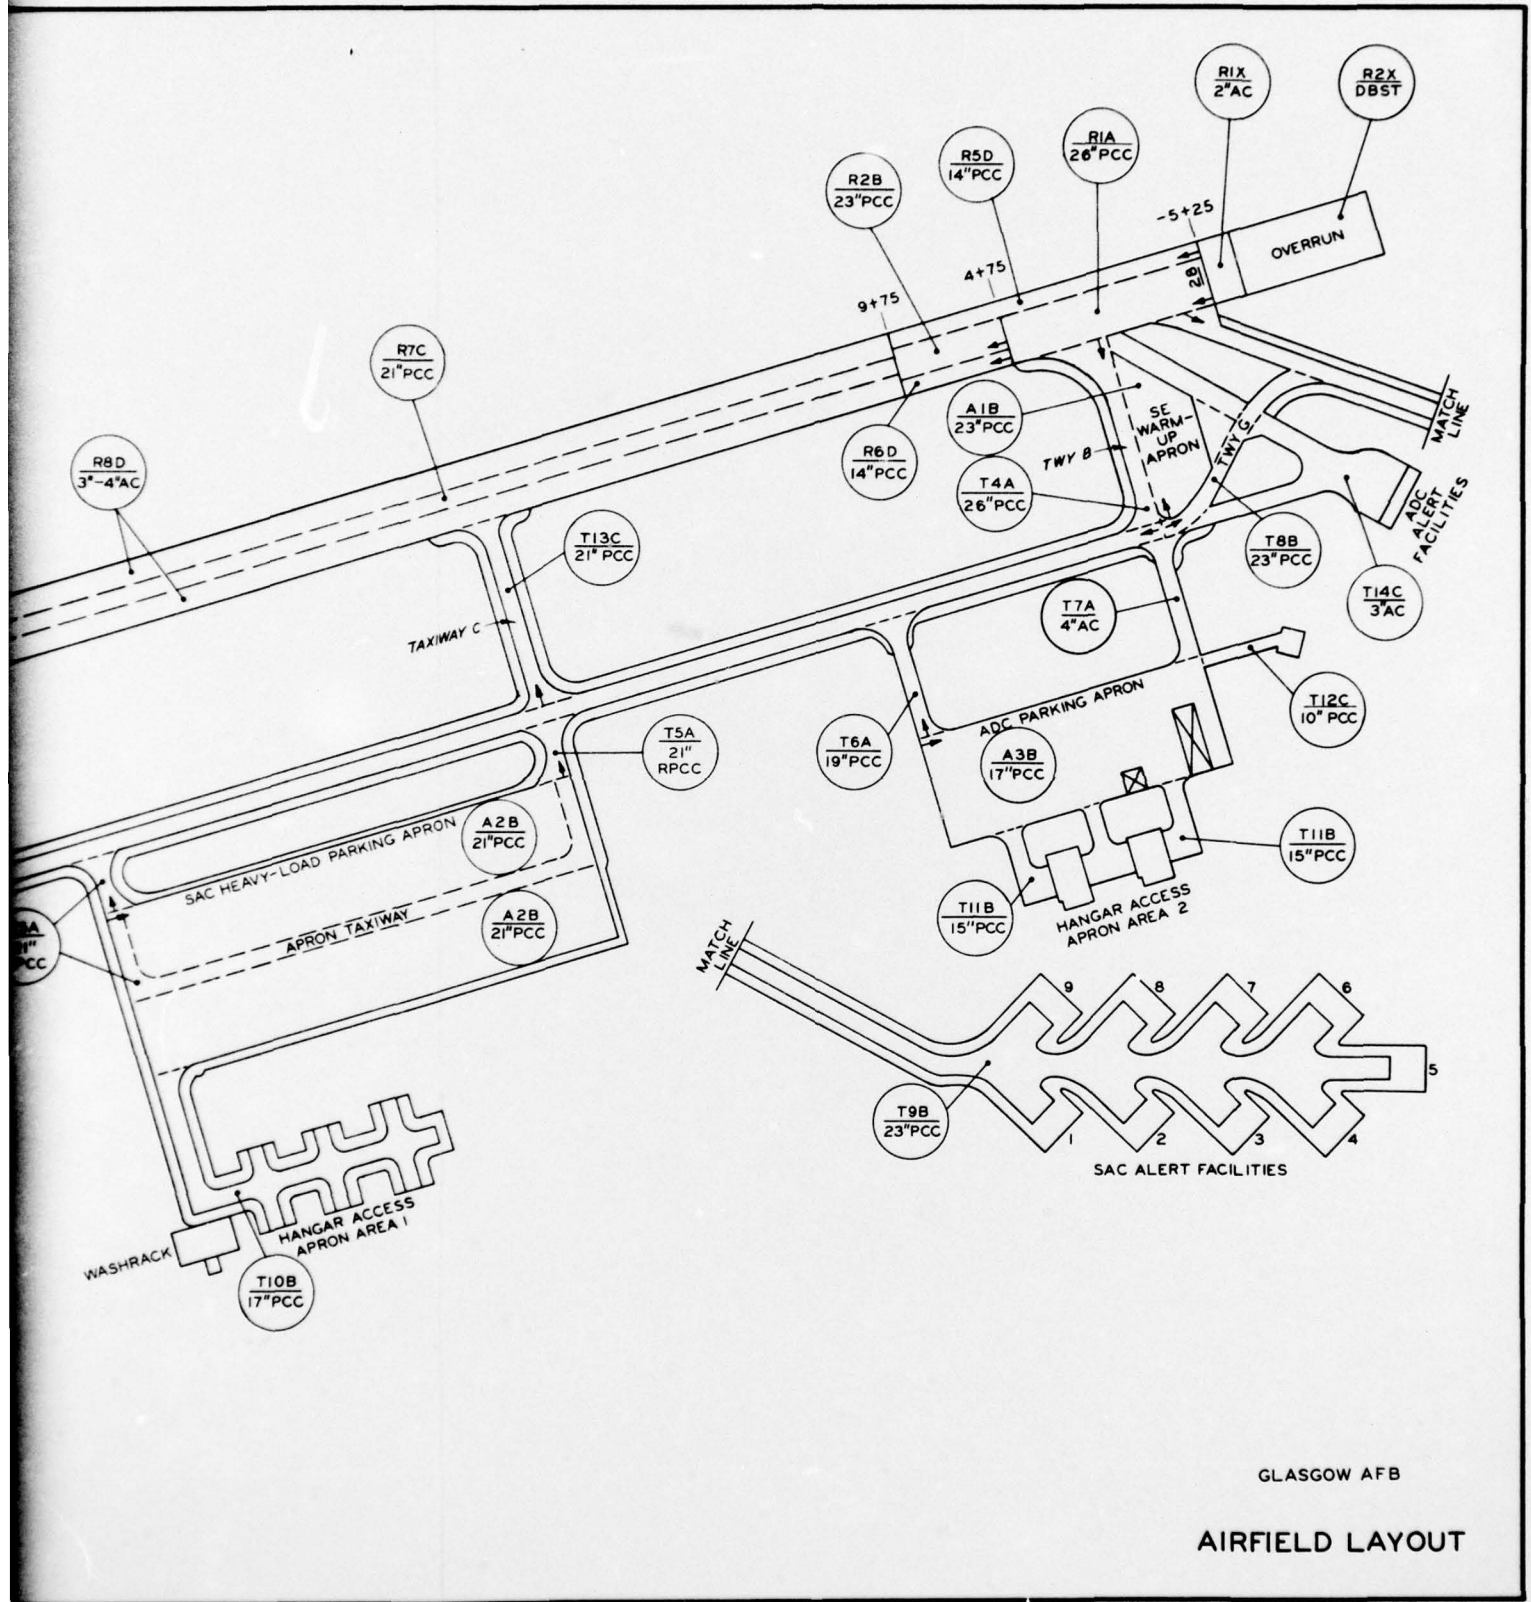 R1X
2"AC
R2X
DBST
R1A
26"PCC
R5D
14"PCC
R2B
23"PCC
-5+25
OVERRUN
28
4+75
9+75
R7C
21"PCC
A1B
23"PCC
SE
WARM-
UP
APRON
TWY G
MATCH
LINE
R8D
3"-4"AC
R6D
14"PCC
TWY B
T4A
26"PCC
ADC
ALERT
FACILITIES
T13C
21"PCC
T8B
23"PCC
T14C
3"AC
TAXIWAY C
T7A
4"AC
T12C
10"PCC
ADC PARKING APRON
T5A
21"
RPCC
T6A
19"PCC
A3B
17"PCC
A2B
21"PCC
SAC HEAVY-LOAD PARKING APRON
T11B
15"PCC
APRON TAXIWAY
A2B
21"PCC
T11B
15"PCC
HANGAR ACCESS
APRON AREA 2
5A
21"
PCC
MATCH
LINE
9
8
7
6
5
T9B
23"PCC
1
2
3
4
SAC ALERT FACILITIES
HANGAR ACCESS
APRON AREA 1
WASHRACK
T10B
17"PCC
GLASGOW AFB
AIRFIELD LAYOUT